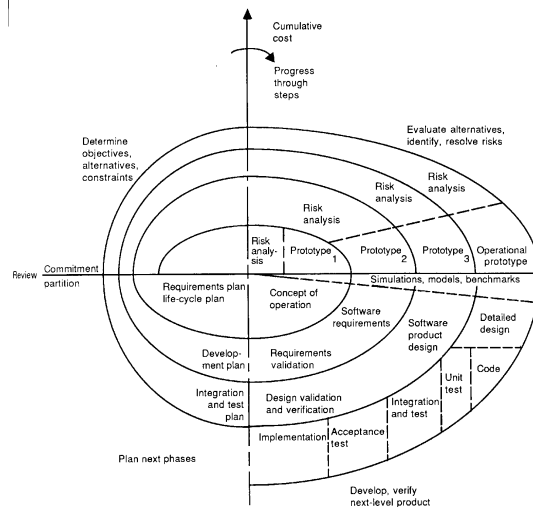 Cumulative
cost
Progress
through
steps
Determine
objectives,
alternatives,
constraints
Evaluate alternatives,
identify, resolve risks
Risk
analysis
Risk
analysis
Risk
analysis
Risk
analy-
sis
Prototype
1
Prototype
2
Prototype
3
Operational
prototype
Review
Commitment
partition
Simulations, models, benchmarks
Requirements plan
life-cycle plan
Concept of
operation
Software
requirements
Software
product
design
Detailed
design
Develop-
ment plan
Requirements
validation
Code
Unit
test
Integration
and test
plan
Design validation
and verification
Integration
and test
Acceptance
test
Implementation
Plan next phases
Develop, verify
next-level product